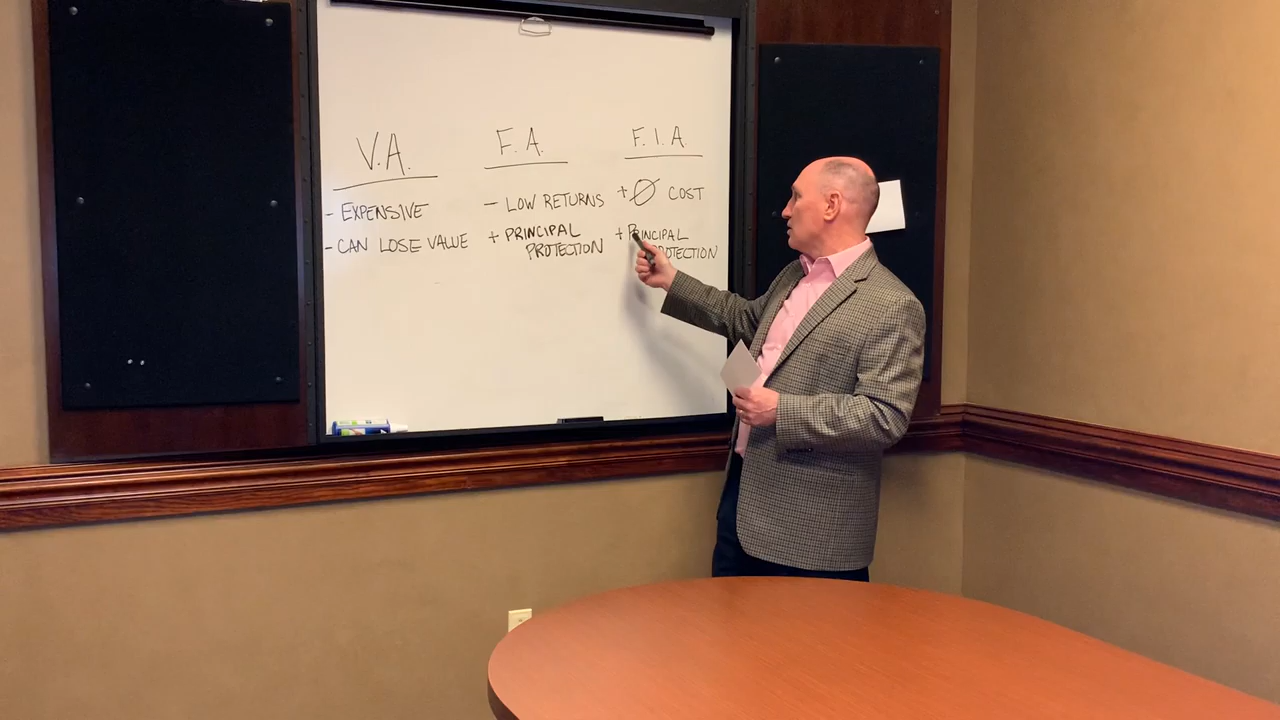 V.A.
- EXPENSIVE
- CAN LOSE VALUE
F.A.
- LOW RETURNS
+ PRINCIPAL
PROTECTION
F.I.A.
+ Ø COST
+ PRINCIPAL
PROTECTION